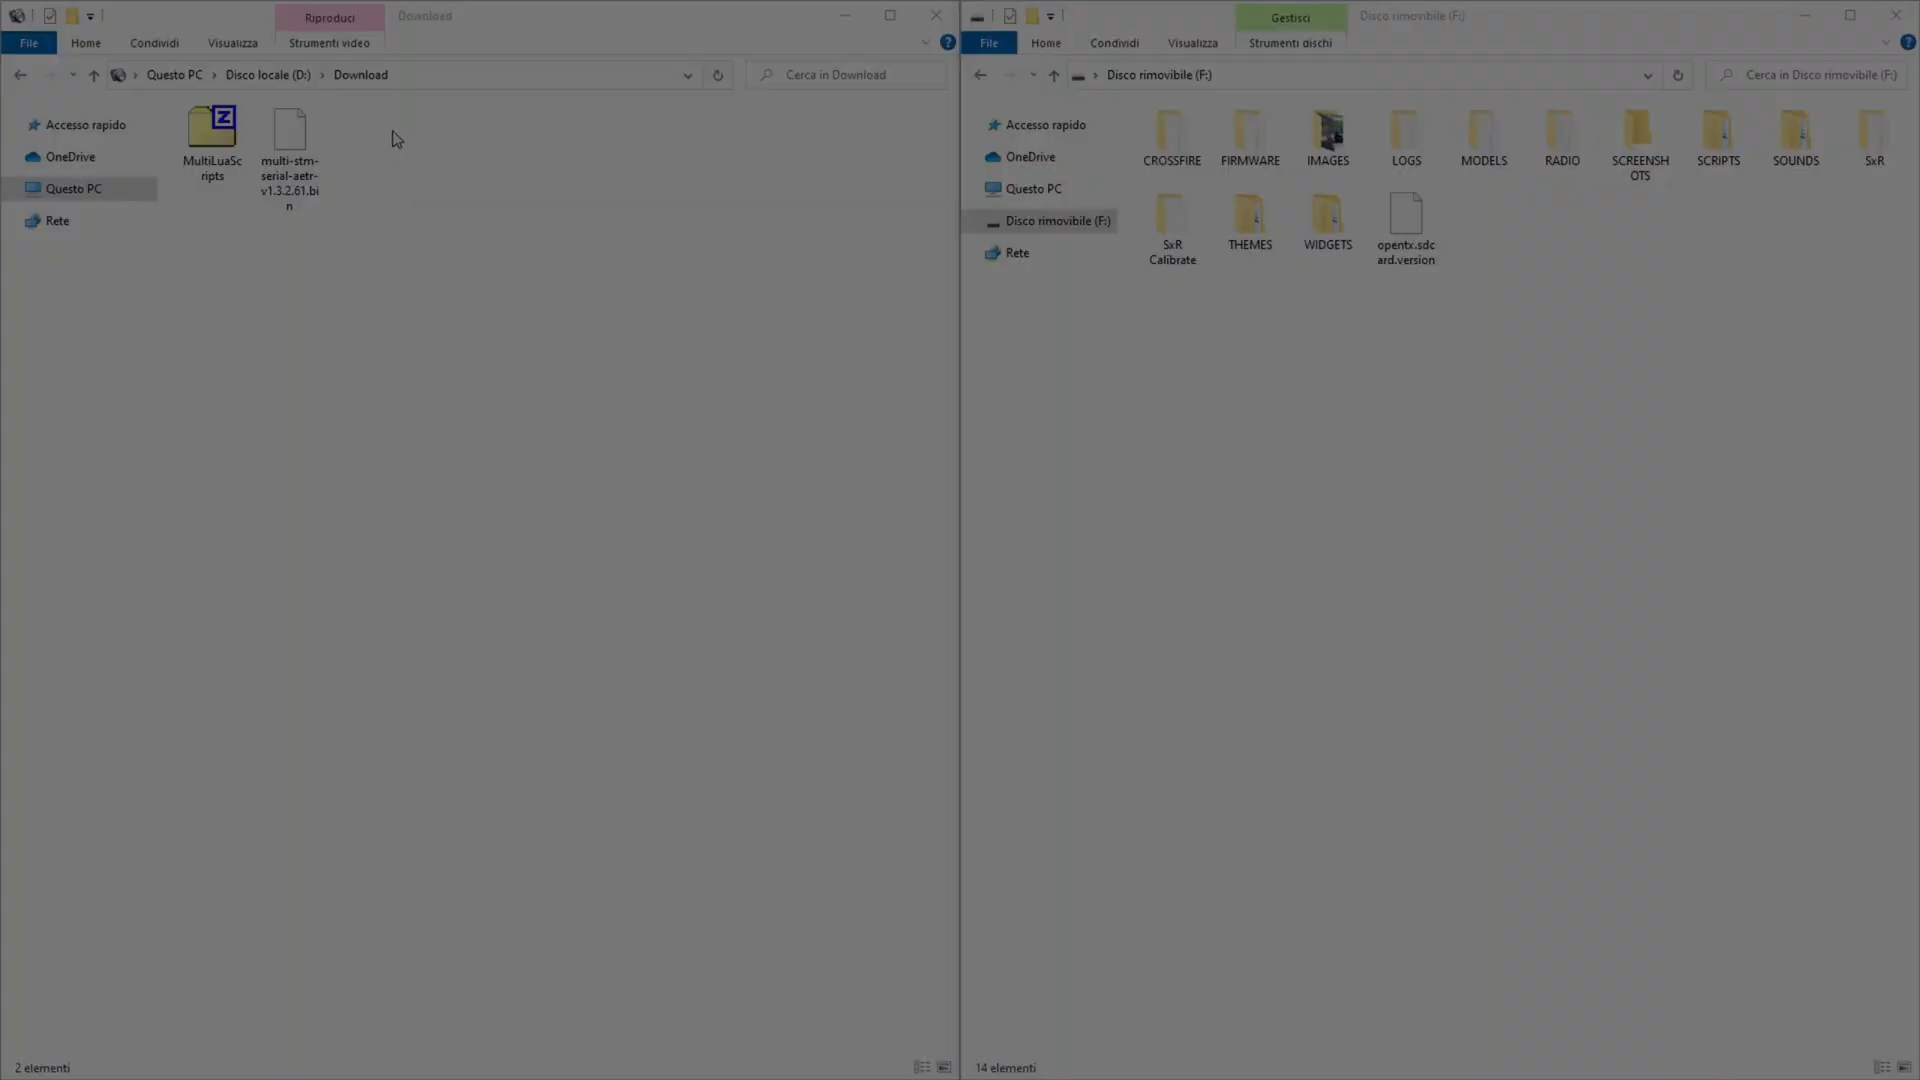 Riproduci
Download
File
Home
Condividi
Visualizza
Strumenti video
Questo PC
Disco locale (D:)
Download
Cerca in Download
Accesso rapido
OneDrive
Questo PC
Rete
MultiLuaSc
ripts
multi-stm-
serial-aetr-
v1.3.2.61.bi
n
2 elementi
Gestisci
Disco rimovibile (F:)
File
Home
Condividi
Visualizza
Strumenti dischi
Disco rimovibile (F:)
Cerca in Disco rimovibile (F:)
Accesso rapido
OneDrive
Questo PC
Disco rimovibile (F:)
Rete
CROSSFIRE
FIRMWARE
IMAGES
LOGS
MODELS
RADIO
SCREENSH
OTS
SCRIPTS
SOUNDS
SxR
SxR
Calibrate
THEMES
WIDGETS
opentx.sdc
ard.version
14 elementi